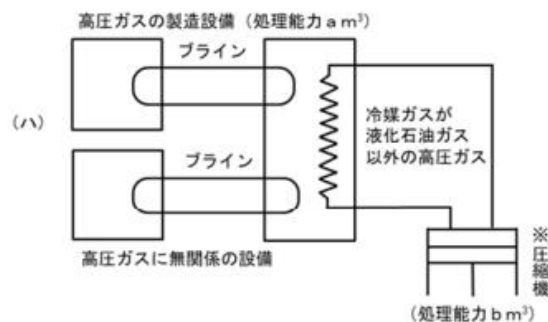 高圧ガスの製造設備（処理能力ａｍ³）
ブライン
（ハ）
冷媒ガスが
液化石油ガス
以外の高圧ガス
ブライン
高圧ガスに無関係の設備
※圧縮機
（処理能力ｂｍ³）